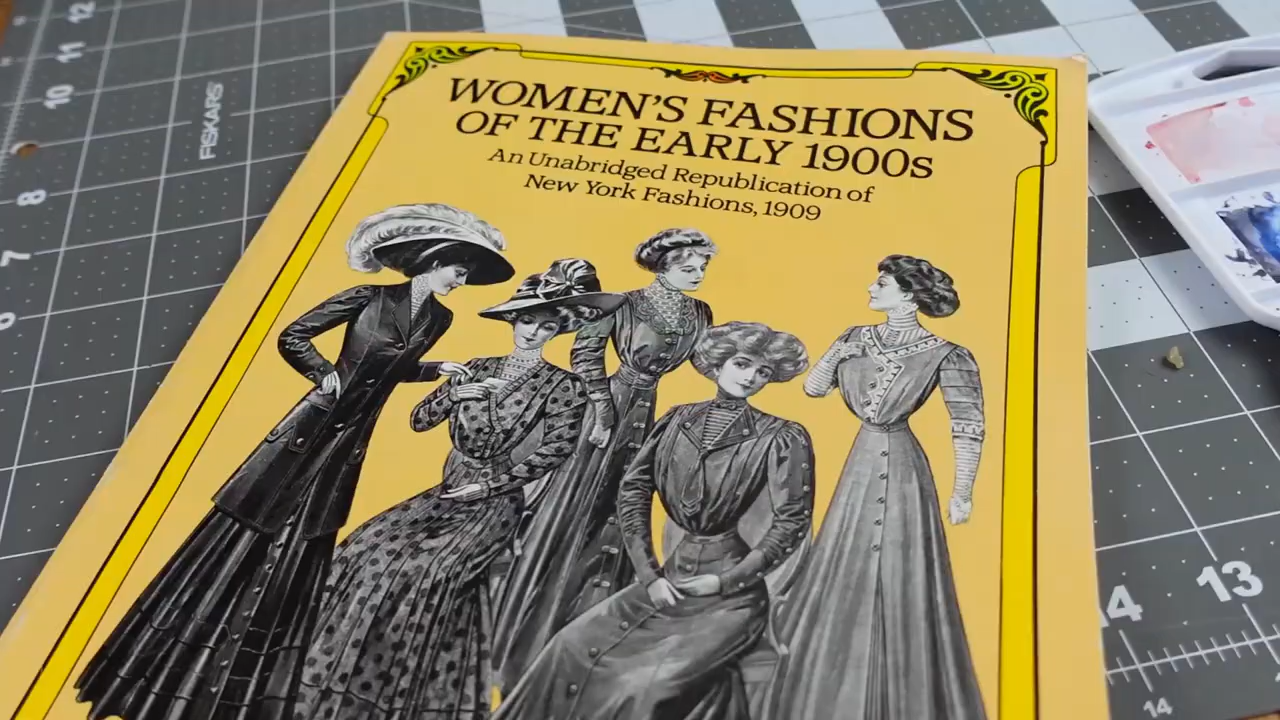 WOMEN'S FASHIONS
OF THE EARLY 1900s
An Unabridged Republication of
New York Fashions, 1909
FISKARS
12
11
10
9
8
7
6
14
13
14